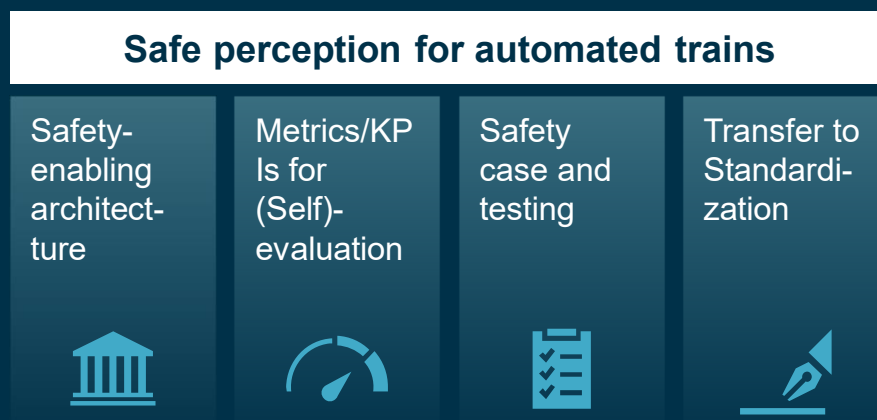 Safe perception for automated trains
Safety-
enabling
architect-
ture
Metrics/KP
Is for
(Self)-
evaluation
Safety
case and
testing
Transfer to
Standardi-
zation